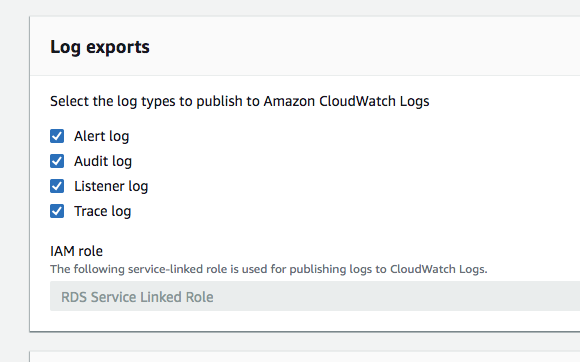 Log exports
Select the log types to publish to Amazon CloudWatch Logs
Alert log
Audit log
Listener log
Trace log
IAM role
The following service-linked role is used for publishing logs to CloudWatch Logs.
RDS Service Linked Role